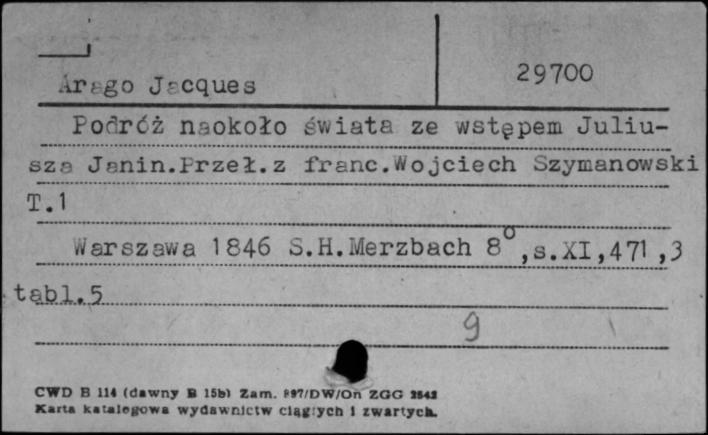 Arago Jacques
29700
Podróż naokoło świata ze wstępem Juliu-
sza Janin.Przeł.z franc.Wojciech Szymanowski
T.1
Warszawa 1846 S.H.Merzbach 8°,s.XI,471,3
tabl.5
9
CWD B 114 (dawny B 15b) Zam. 897/DW/On ZGG 2542
Karta katalogowa wydawnictw ciągłych i zwartych.